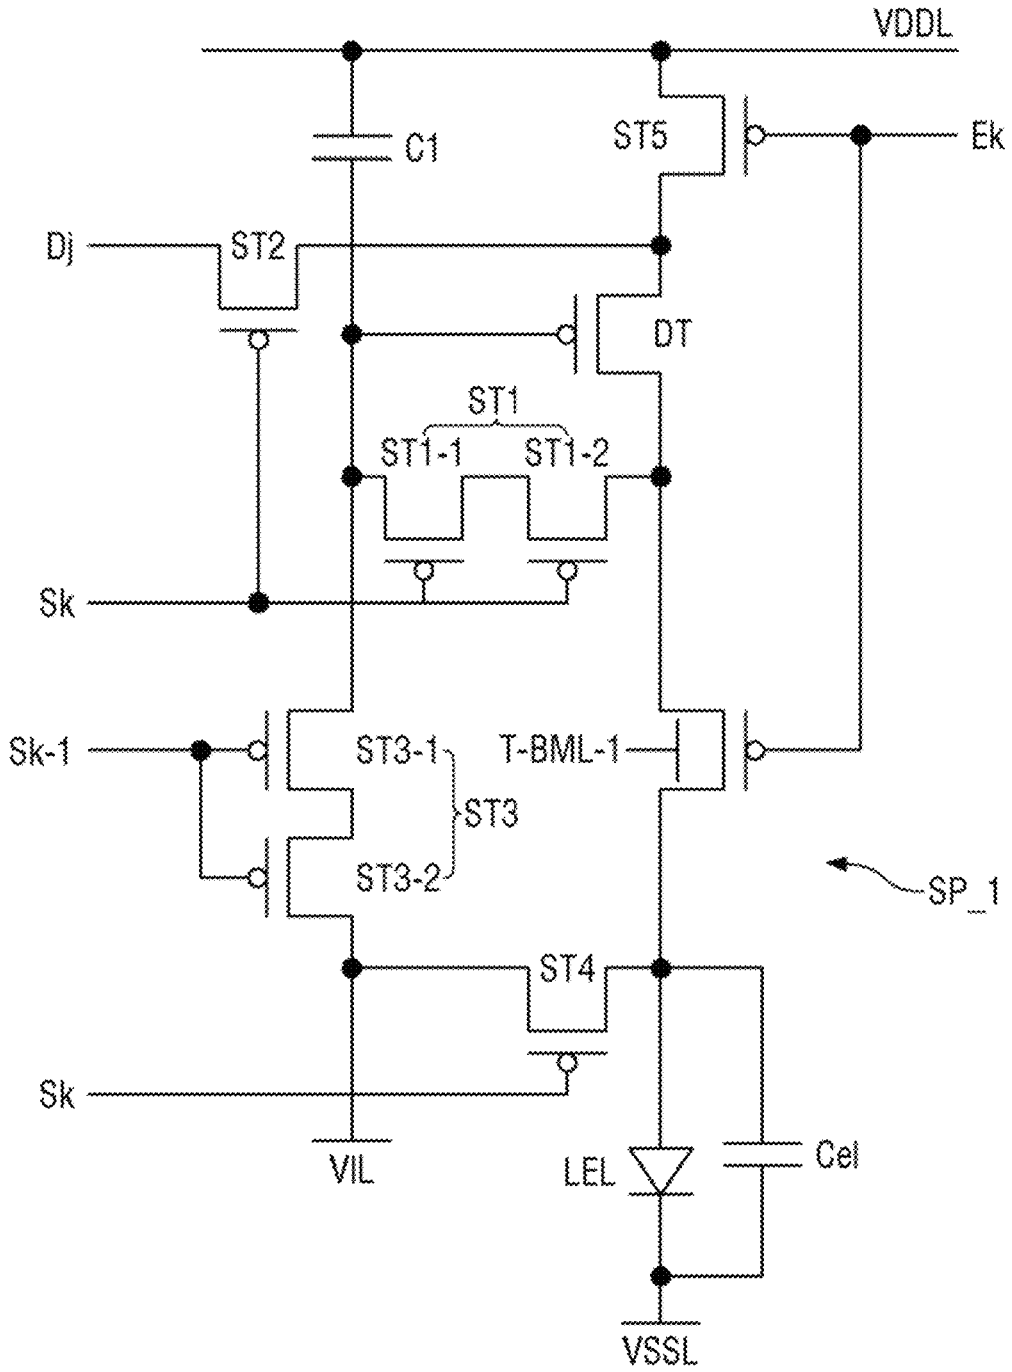 VDDL
C1
ST5
Ek
Dj
ST2
DT
ST1
ST1-1
ST1-2
Sk
Sk-1
ST3-1
T-BML-1
ST3
ST3-2
SP_1
ST4
Sk
VIL
LEL
Cel
VSSL